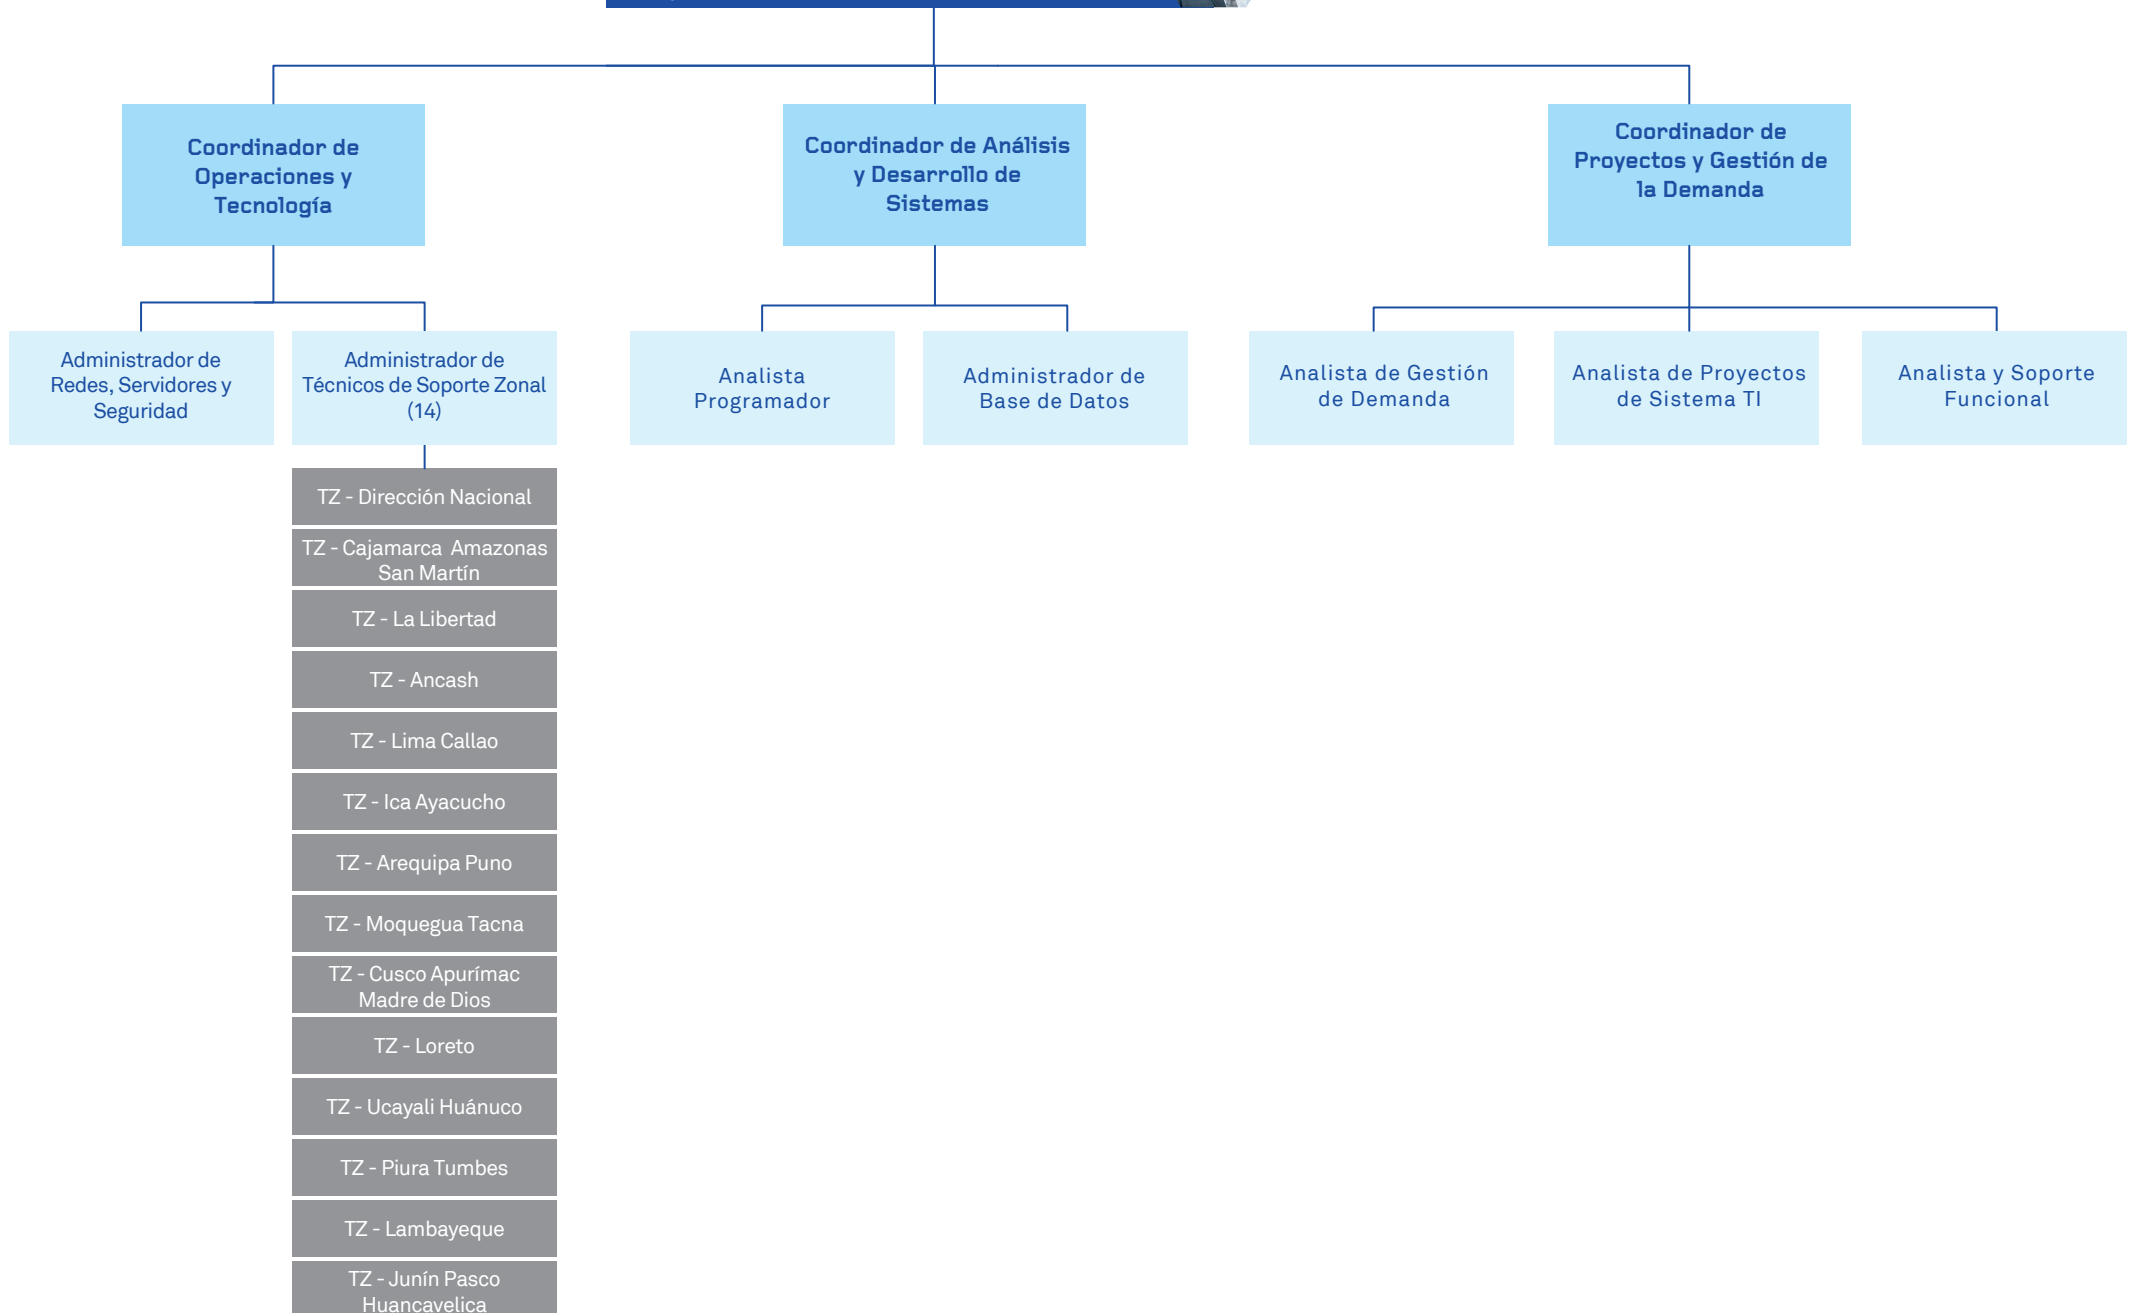 Coordinador de
Operaciones y
Tecnología
Coordinador de Análisis
y Desarrollo de
Sistemas
Coordinador de
Proyectos y Gestión de
la Demanda
Administrador de
Redes, Servidores y
Seguridad
Administrador de
Técnicos de Soporte Zonal
(14)
Analista
Programador
Administrador de
Base de Datos
Analista de Gestión
de Demanda
Analista de Proyectos
de Sistema TI
Analista y Soporte
Funcional
TZ - Dirección Nacional
TZ - Cajamarca Amazonas
San Martín
TZ - La Libertad
TZ - Ancash
TZ - Lima Callao
TZ - Ica Ayacucho
TZ - Arequipa Puno
TZ - Moquegua Tacna
TZ - Cusco Apurímac
Madre de Dios
TZ - Loreto
TZ - Ucayali Huánuco
TZ - Piura Tumbes
TZ - Lambayeque
TZ - Junín Pasco
Huancavelica